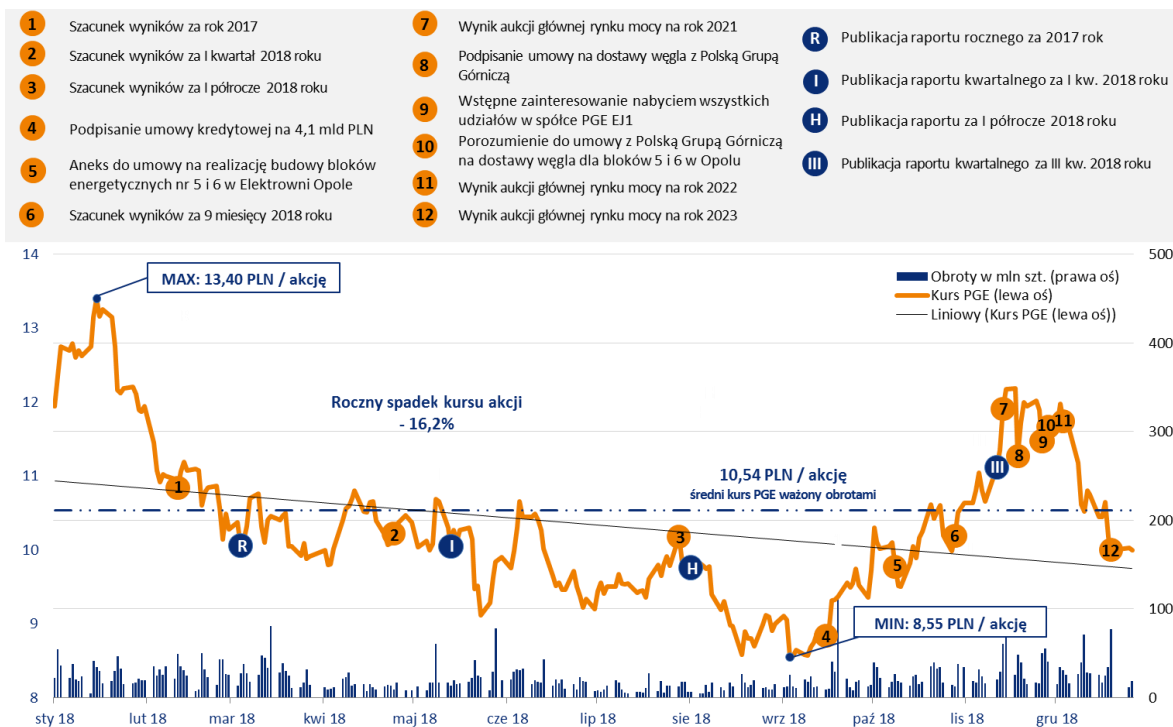 1 Szacunek wyników za rok 2017
2 Szacunek wyników za I kwartał 2018 roku
3 Szacunek wyników za I półrocze 2018 roku
4 Podpisanie umowy kredytowej na 4,1 mld PLN
5 Aneks do umowy na realizację budowy bloków
energetycznych nr 5 i 6 w Elektrowni Opole
6 Szacunek wyników za 9 miesięcy 2018 roku
7 Wynik aukcji głównej rynku mocy na rok 2021
8 Podpisanie umowy na dostawy węgla z Polską Grupą
Górniczą
9 Wstępne zainteresowanie nabyciem wszystkich
udziałów w spółce PGE EJ1
10 Porozumienie do umowy z Polską Grupą Górniczą
na dostawy węgla dla bloków 5 i 6 w Opolu
11 Wynik aukcji głównej rynku mocy na rok 2022
12 Wynik aukcji głównej rynku mocy na rok 2023
R Publikacja raportu rocznego za 2017 rok
I Publikacja raportu kwartalnego za I kw. 2018 roku
H Publikacja raportu za I półrocze 2018 roku
III Publikacja raportu kwartalnego za III kw. 2018 roku
14
13
12
11
10
9
8
500
400
300
200
100
0
MAX: 13,40 PLN / akcję
Obroty w mln szt. (prawa oś)
Kurs PGE (lewa oś)
Liniowy (Kurs PGE (lewa oś))
Roczny spadek kursu akcji
- 16,2%
10,54 PLN / akcję
średni kurs PGE ważony obrotami
MIN: 8,55 PLN / akcję
1
R
2
I
3
H
4
5
6
III
7
8
9
10
11
12
sty 18
lut 18
mar 18
kwi 18
maj 18
cze 18
lip 18
sie 18
wrz 18
paź 18
lis 18
gru 18